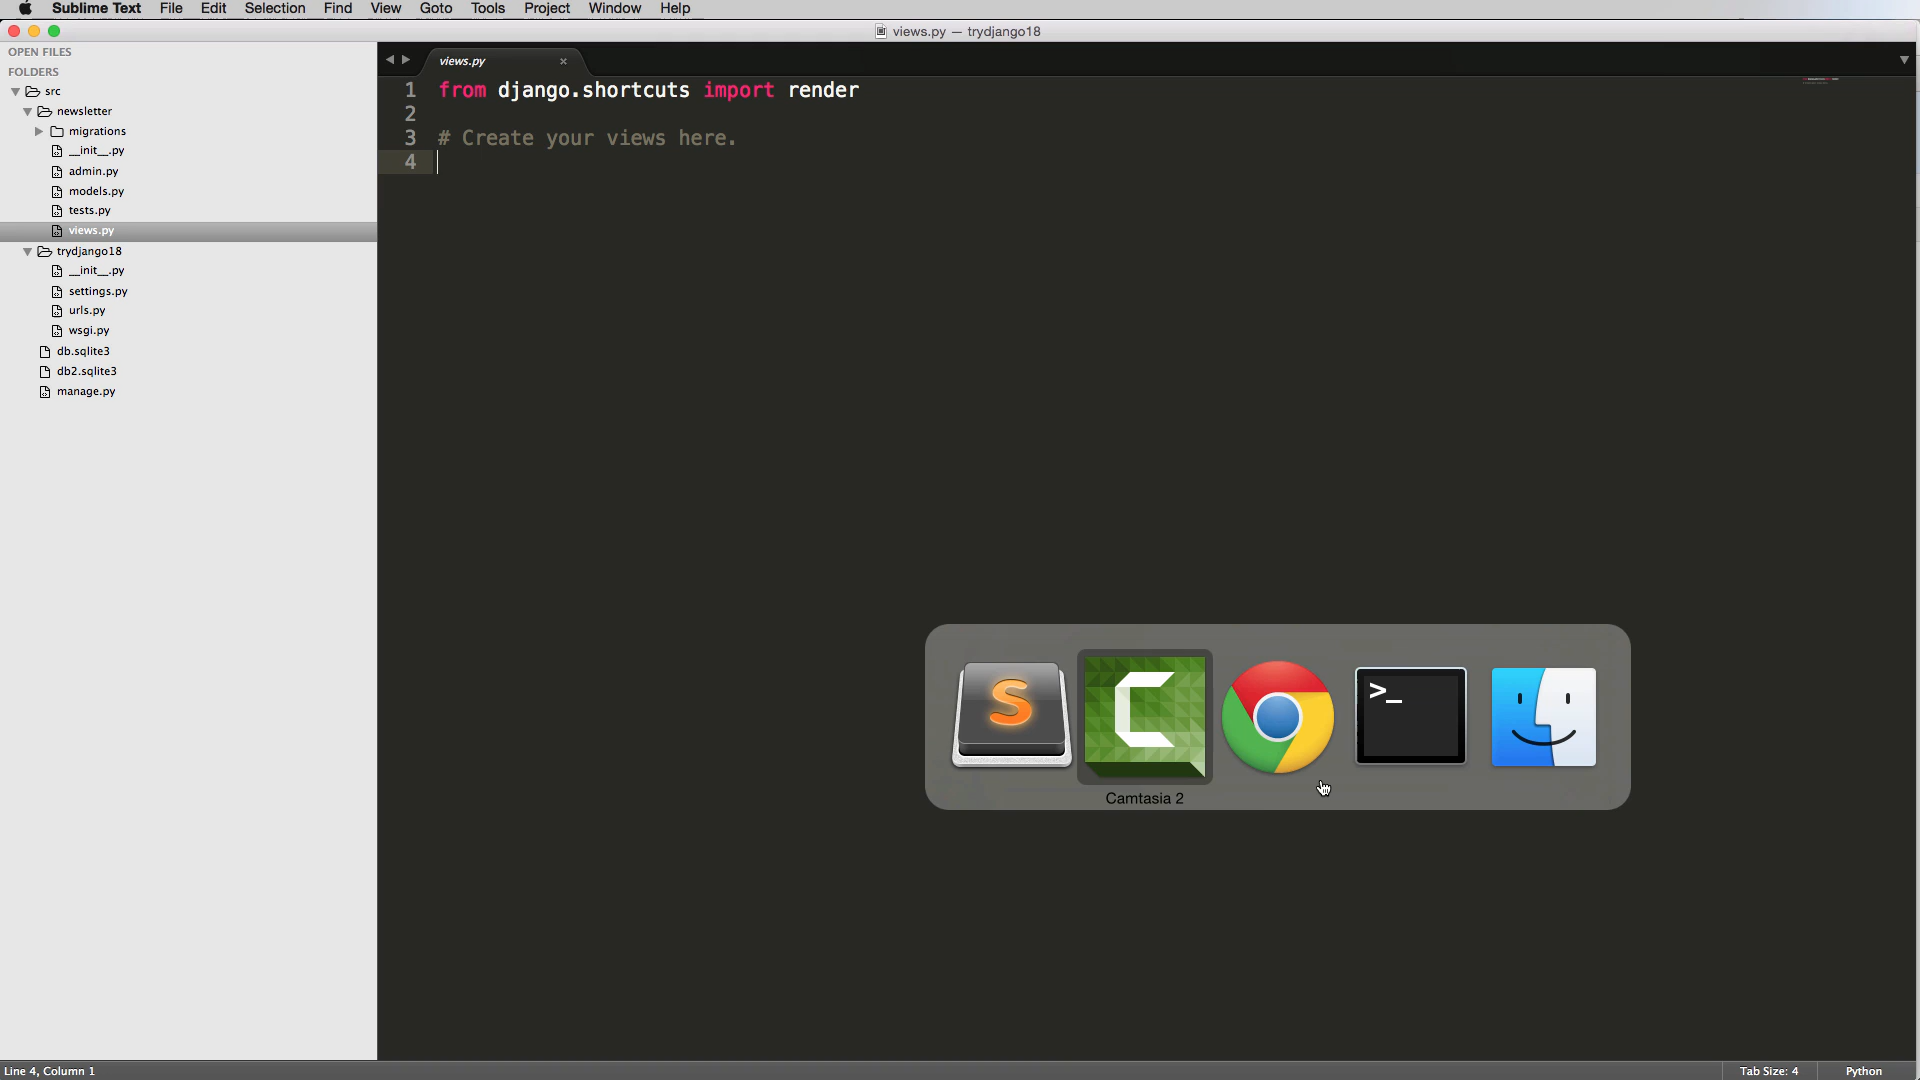 Sublime Text File Edit Selection Find View Goto Tools Project Window Help
views.py — trydjango18
OPEN FILES
FOLDERS
src
newsletter
migrations
__init__.py
admin.py
models.py
tests.py
views.py
trydjango18
__init__.py
settings.py
urls.py
wsgi.py
db.sqlite3
db2.sqlite3
manage.py
views.py
1 from django.shortcuts import render
2
3 # Create your views here.
4
S
>_
Camtasia 2
Line 4, Column 1
Tab Size: 4
Python